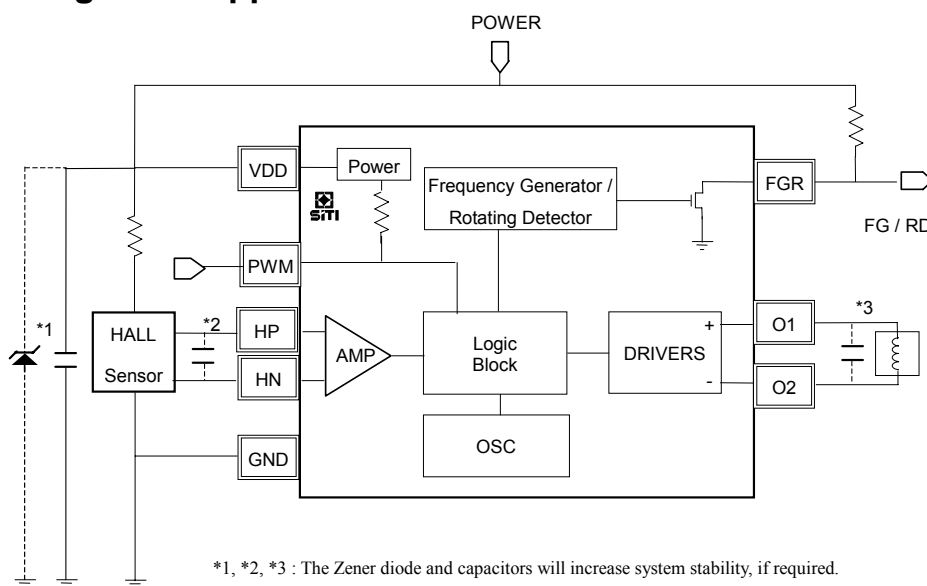 POWER
VDD
Power
SiTI
Frequency Generator /
Rotating Detector
FGR
FG / RD
PWM
*1
HALL
Sensor
*2
HP
HN
AMP
Logic
Block
+
DRIVERS
-
O1
O2
*3
GND
OSC
*1, *2, *3 : The Zener diode and capacitors will increase system stability, if required.